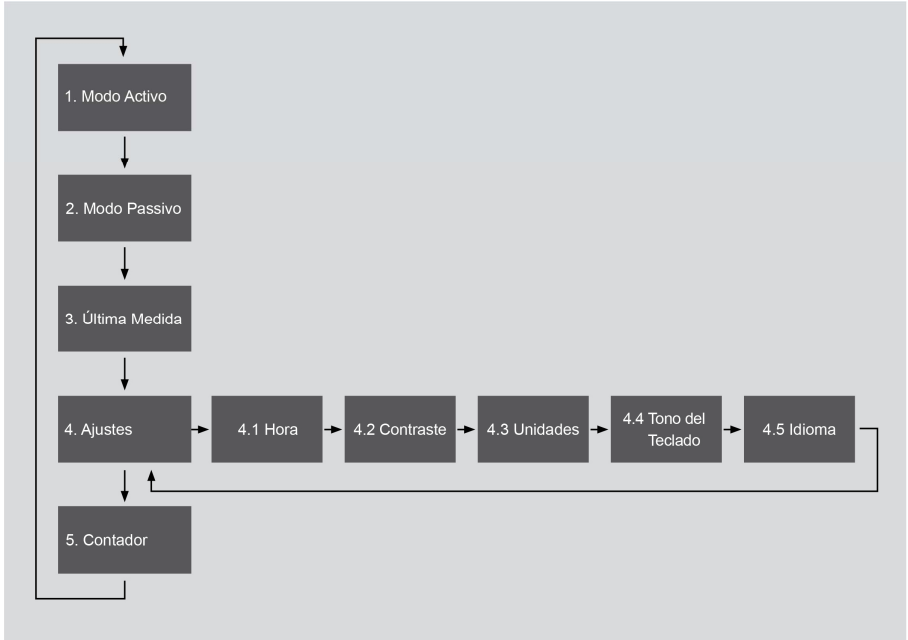 1. Modo Activo
2. Modo Passivo
3. Última Medida
4. Ajustes
4.1 Hora
4.2 Contraste
4.3 Unidades
4.4 Tono del
Teclado
4.5 Idioma
5. Contador